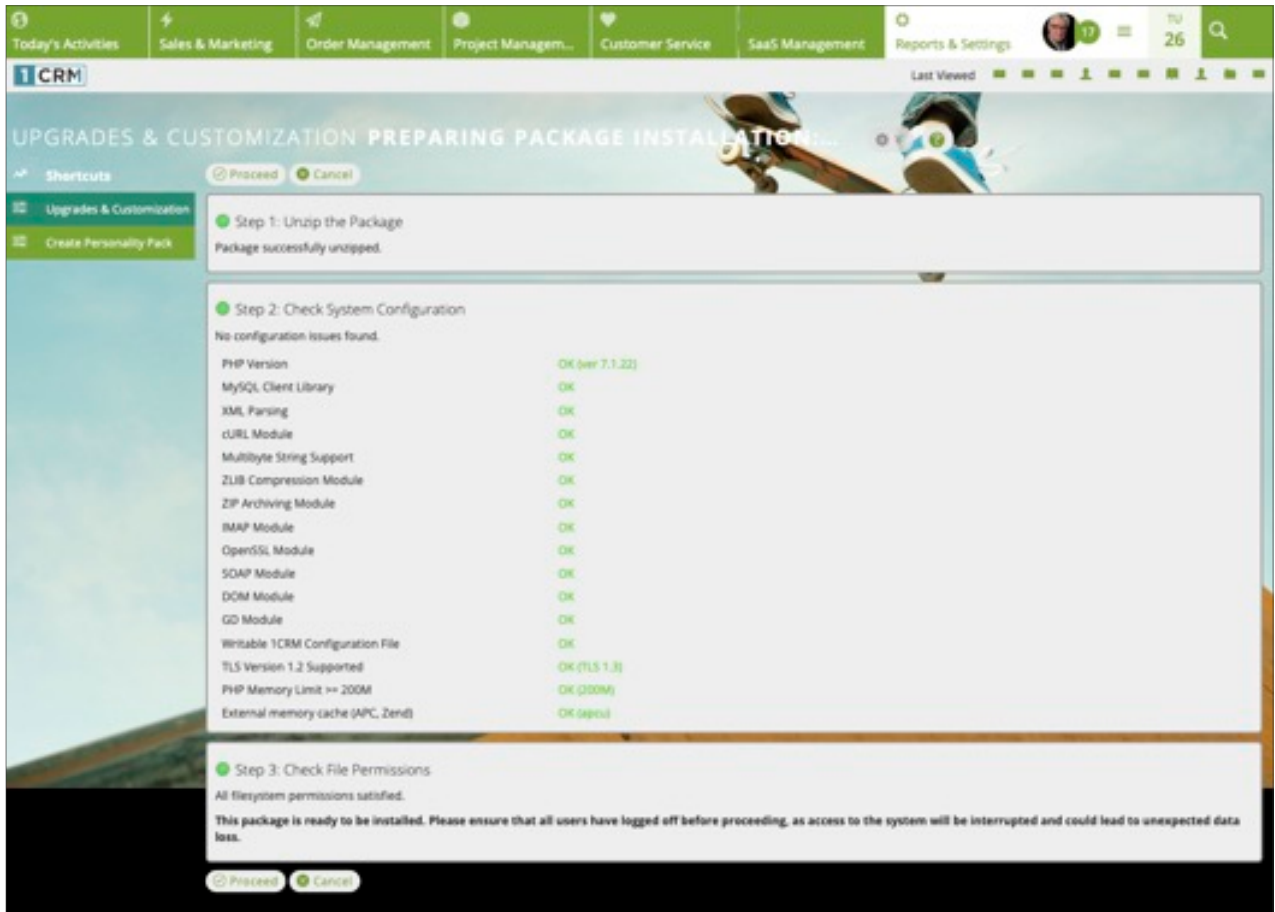 Today's Activities
Sales & Marketing
Order Management
Project Managem...
Customer Service
SaaS Management
Reports & Settings
17
TU
26
1CRM
Last Viewed
UPGRADES & CUSTOMIZATION PREPARING PACKAGE INSTALLATION:...
Shortcuts
Proceed Cancel
Upgrades & Customization
Create Personality Pack
Step 1: Unzip the Package
Package successfully unzipped.
Step 2: Check System Configuration
No configuration issues found.
PHP Version OK (ver 7.1.22)
MySQL Client Library OK
XML Parsing OK
cURL Module OK
Multibyte String Support OK
ZLIB Compression Module OK
ZIP Archiving Module OK
IMAP Module OK
OpenSSL Module OK
SOAP Module OK
DOM Module OK
GD Module OK
Writable 1CRM Configuration File OK
TLS Version 1.2 Supported OK (TLS 1.3)
PHP Memory Limit >= 200M OK (200M)
External memory cache (APC, Zend) OK (apcu)
Step 3: Check File Permissions
All filesystem permissions satisfied.
This package is ready to be installed. Please ensure that all users have logged off before proceeding, as access to the system will be interrupted and could lead to unexpected data
loss.
Proceed Cancel